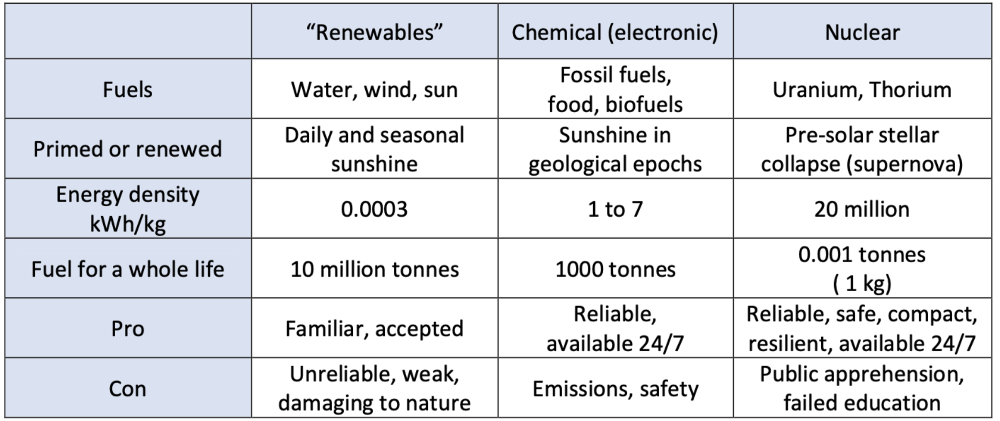 “Renewables”
Chemical (electronic)
Nuclear
Fuels
Water, wind, sun
Fossil fuels,
food, biofuels
Uranium, Thorium
Primed or renewed
Daily and seasonal
sunshine
Sunshine in
geological epochs
Pre-solar stellar
collapse (supernova)
Energy density
kWh/kg
0.0003
1 to 7
20 million
Fuel for a whole life
10 million tonnes
1000 tonnes
0.001 tonnes
( 1 kg)
Pro
Familiar, accepted
Reliable,
available 24/7
Reliable, safe, compact,
resilient, available 24/7
Con
Unreliable, weak,
damaging to nature
Emissions, safety
Public apprehension,
failed education